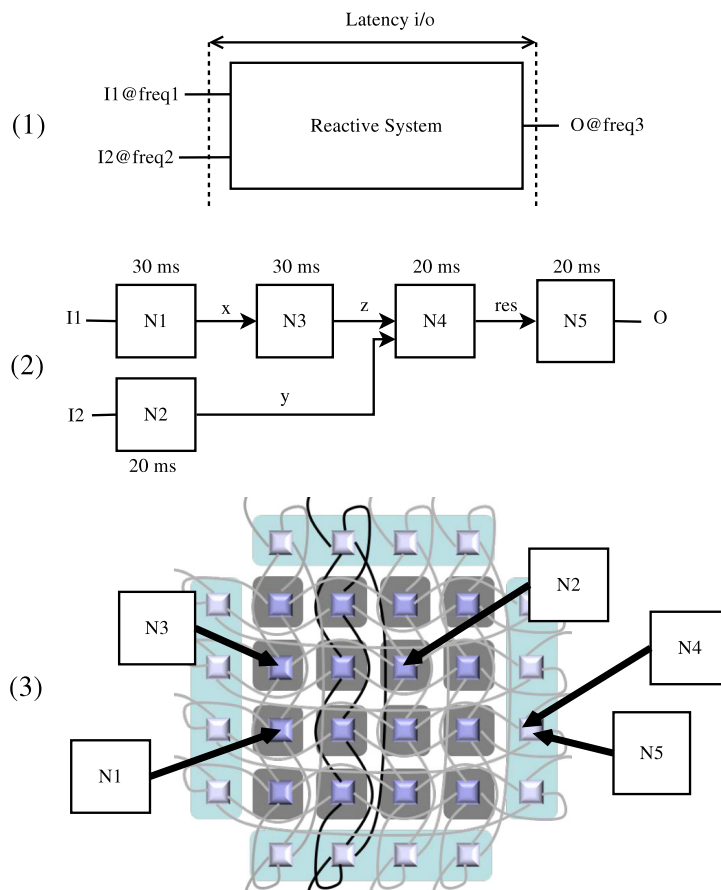 Latency i/o
I1@freq1
(1)
Reactive System
O@freq3
I2@freq2
30 ms
30 ms
20 ms
20 ms
I1
N1
x
N3
z
N4
res
N5
O
(2)
I2
N2
y
20 ms
N3
N2
N4
(3)
N1
N5